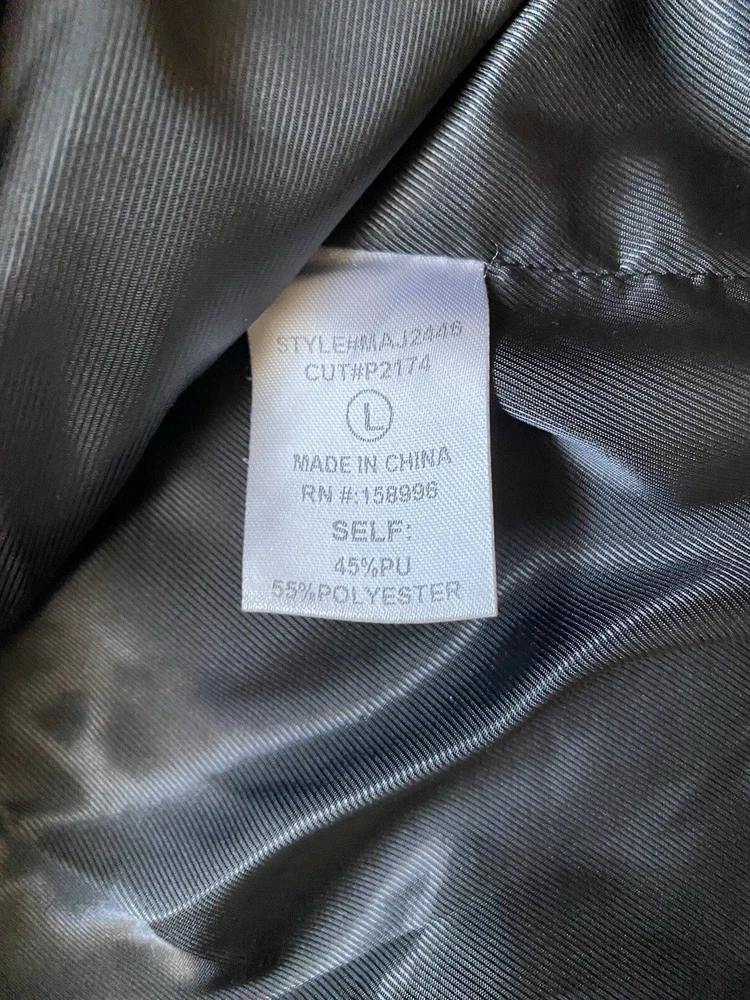 STYLE#MAJ2446
CUT#P2174
L
MADE IN CHINA
RN #:158996
SELF:
45%PU
55%POLYESTER